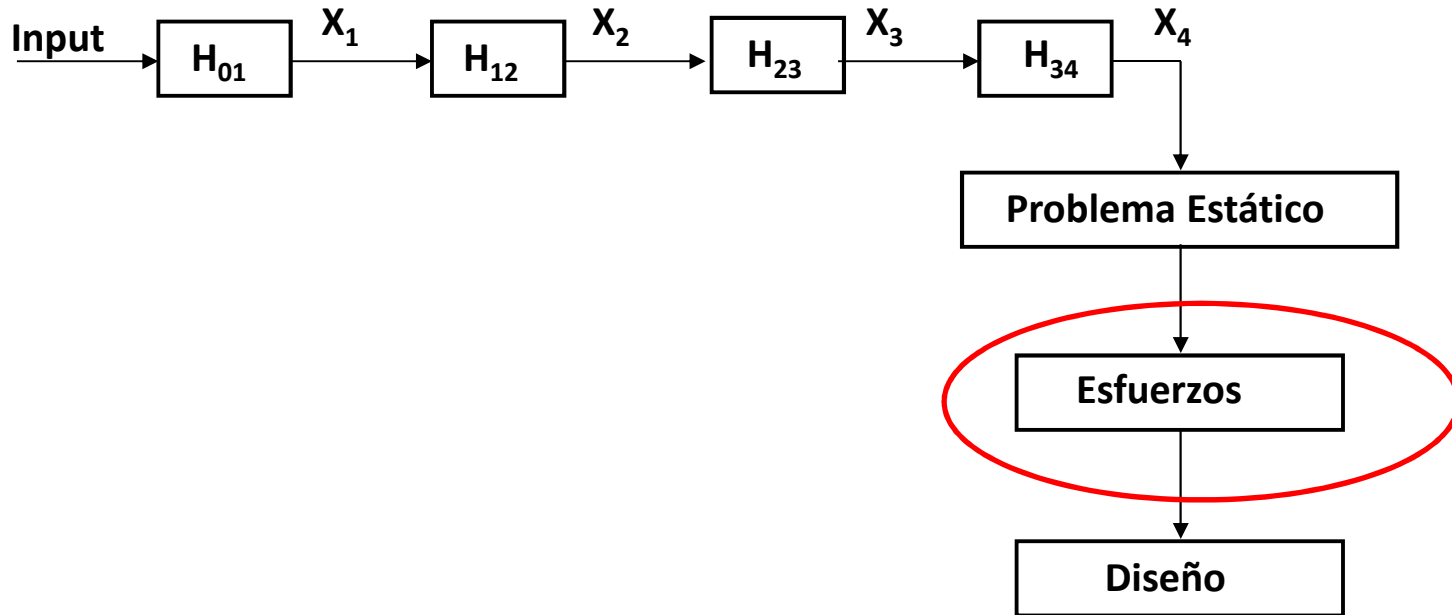 Input
H₀₁
X₁
H₁₂
X₂
H₂₃
X₃
H₃₄
X₄
Problema Estático
Esfuerzos
Diseño